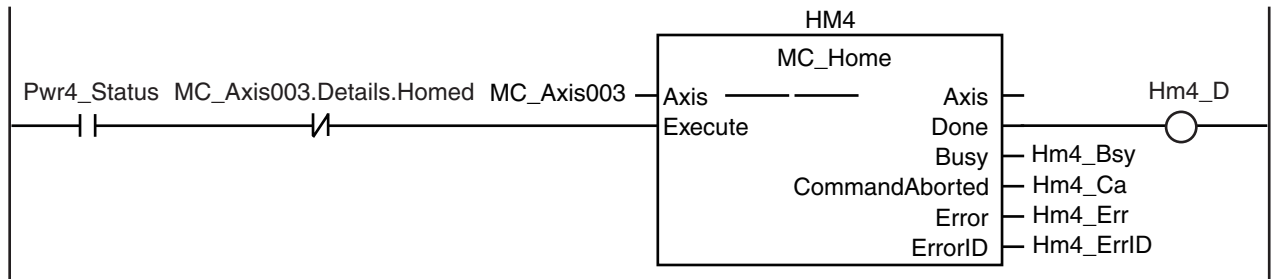 HM4
MC_Home
Pwr4_Status MC_Axis003.Details.Homed MC_Axis003 Axis Axis Hm4_D
Execute Done
Busy Hm4_Bsy
CommandAborted Hm4_Ca
Error Hm4_Err
ErrorID Hm4_ErrID